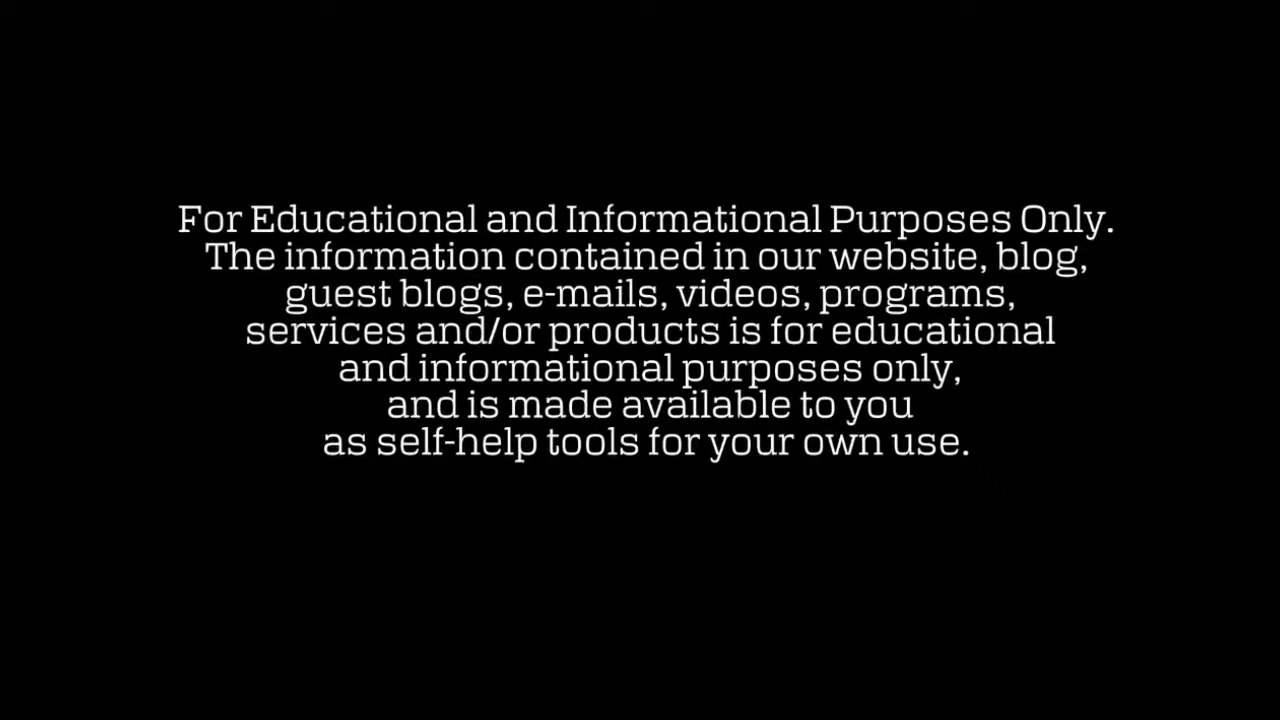 For Educational and Informational Purposes Only.
The information contained in our website, blog,
guest blogs, e-mails, videos, programs,
services and/or products is for educational
and informational purposes only,
and is made available to you
as self-help tools for your own use.